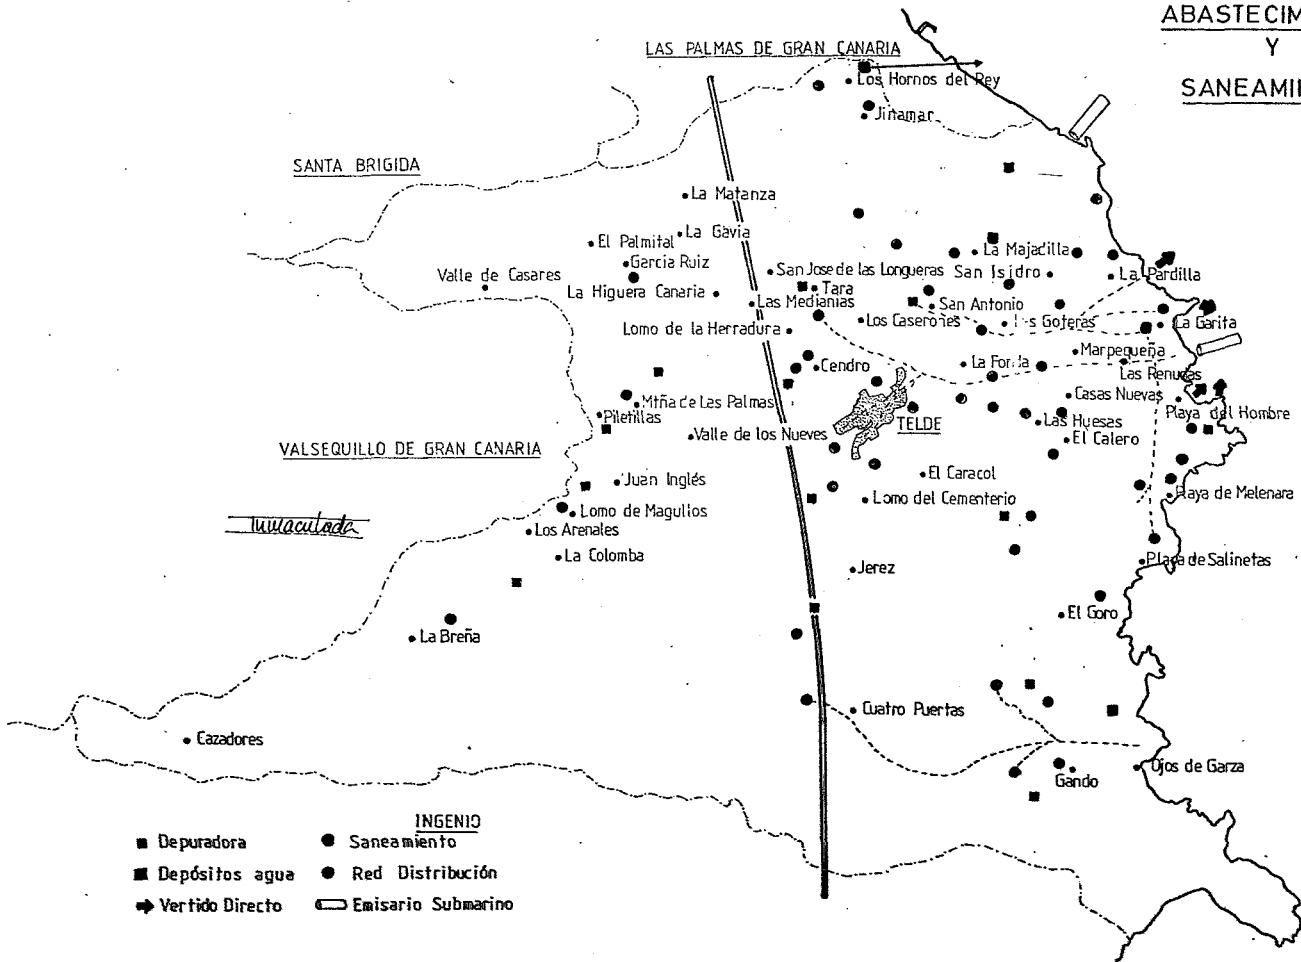 ABASTECIM
Y
SANEAMI
LAS PALMAS DE GRAN CANARIA
Los Hornos del Rey
Jinamar
SANTA BRIGIDA
La Matanza
La Gavia
El Palmital
Garcia Ruiz
La Majadilla
San Jose de las Longueras
San Isidro
La Pardilla
Valle de Casares
La Higuera Canaria
Tara
Las Medianias
San Antonio
Los Caserones
Goteras
La Garita
Lomo de la Herradura
Marpequeña
Cendro
La Fonda
Las Renudas
Casas Nuevas
Mtña de Las Palmas
Piletillas
Playa del Hombre
TELDE
Las Huesas
Valle de los Nueves
El Calero
VALSEQUILLO DE GRAN CANARIA
El Caracol
Juan Inglés
Lomo del Cementerio
Playa de Melenara
Lomo de Magullos
Inmaculada
Los Arenales
La Colomba
Jerez
Playa de Salinetas
El Goro
La Breña
Cuatro Puertas
Cazadores
Ojos de Garza
Gando
INGENIO
Depuradora
Saneamiento
Depósitos agua
Red Distribución
Vertido Directo
Emisario Submarino